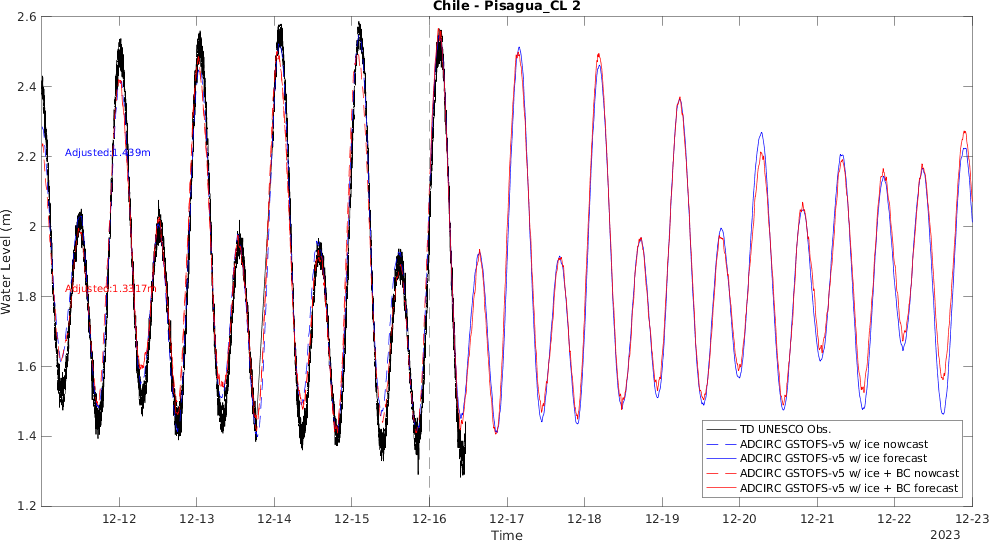 Chile - Pisagua_CL 2
2.6
2.4
2.2
2
1.8
1.6
1.4
1.2
Water Level (m)
Adjusted:1.439m
Adjusted:1.3317m
TD UNESCO Obs.
ADCIRC GSTOFS-v5 w/ ice nowcast
ADCIRC GSTOFS-v5 w/ ice forecast
ADCIRC GSTOFS-v5 w/ ice + BC nowcast
ADCIRC GSTOFS-v5 w/ ice + BC forecast
12-12 12-13 12-14 12-15 12-16 12-17 12-18 12-19 12-20 12-21 12-22 12-23
Time
2023